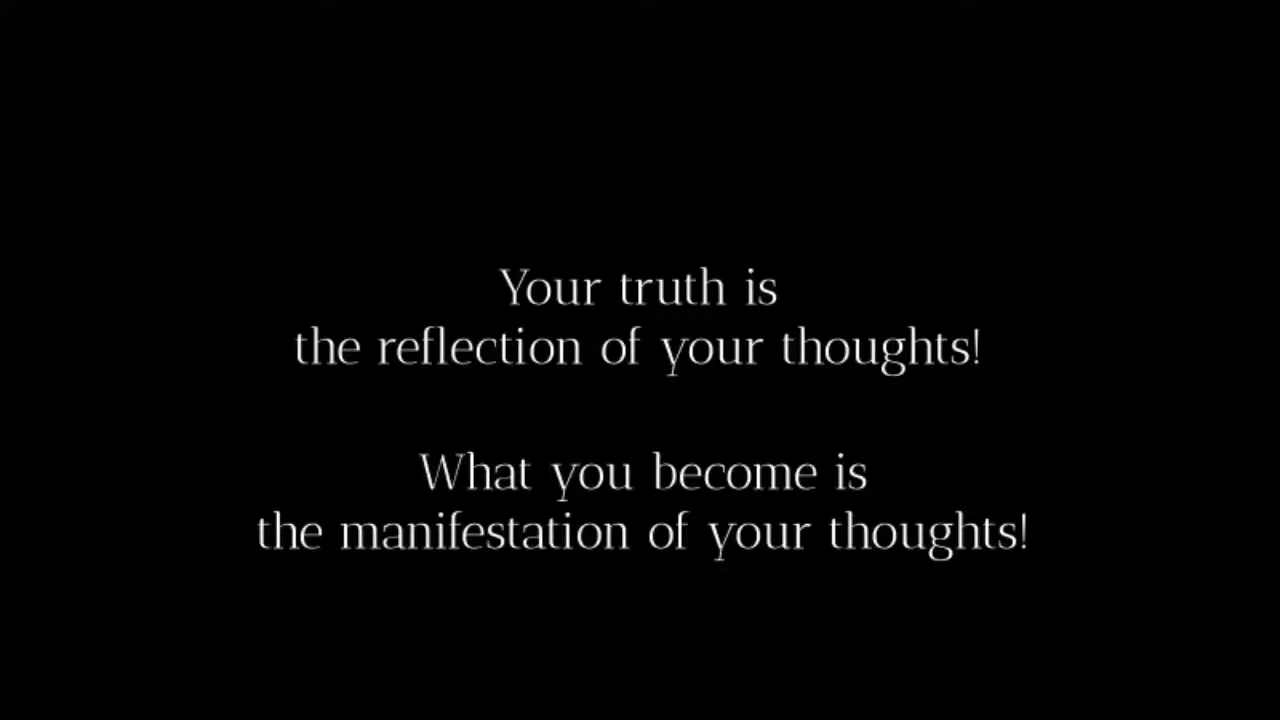 Your truth is
the reflection of your thoughts!
What you become is
the manifestation of your thoughts!